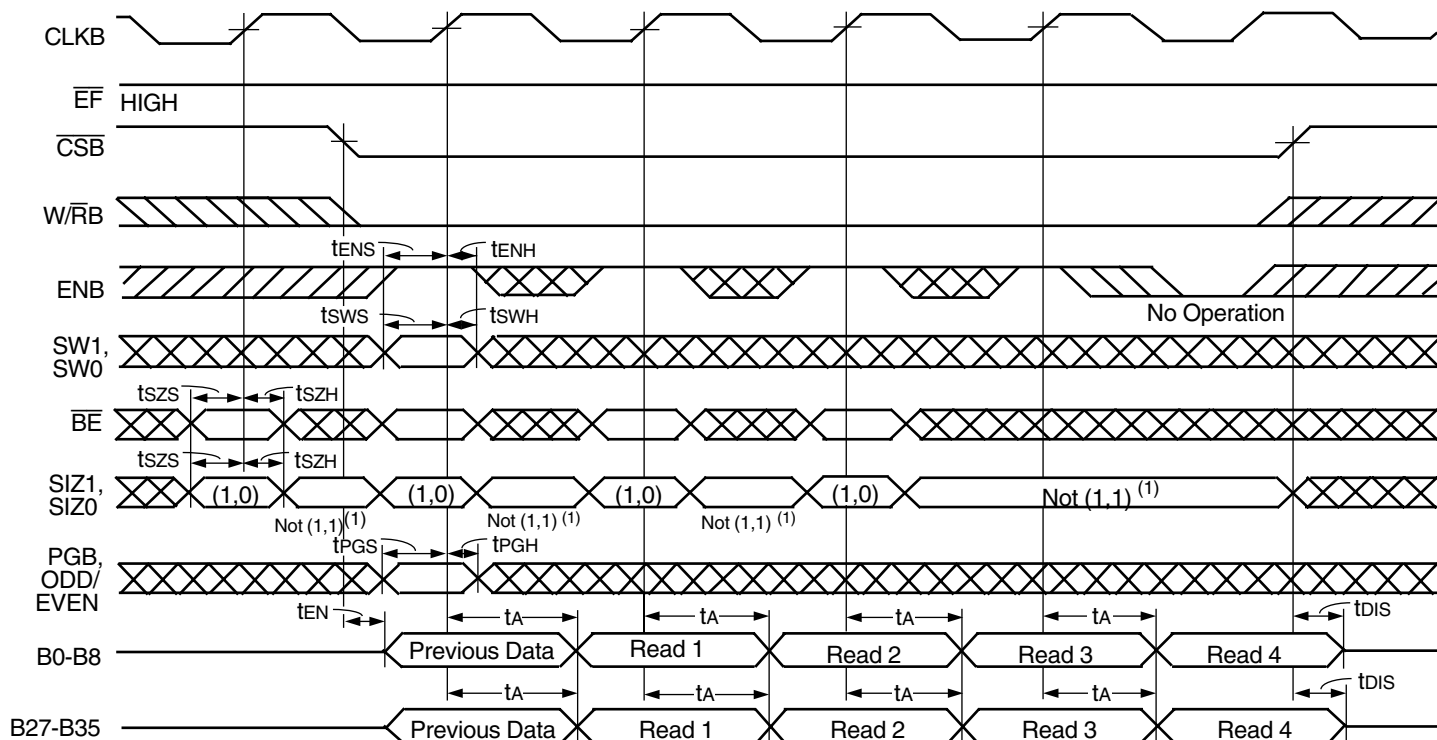 CLKB
EF HIGH
CSB
W/RB
tENS tENH
ENB
No Operation
tSWS tSWH
SW1,
SW0
tSZS tSZH
BE
tSZS tSZH
SIZ1,
SIZ0
(1,0) (1,0) (1,0) (1,0) Not (1,1) (1)
Not (1,1) (1) Not (1,1) (1) Not (1,1) (1)
tPGS tPGH
PGB,
ODD/
EVEN
tEN tA tA tA tA tDIS
B0-B8 Previous Data Read 1 Read 2 Read 3 Read 4
tA tA tA tA tDIS
B27-B35 Previous Data Read 1 Read 2 Read 3 Read 4